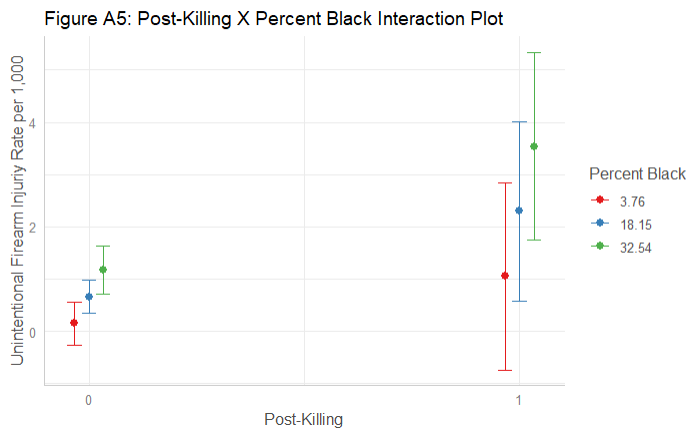 Figure A5: Post-Killing X Percent Black Interaction Plot
Unintentional Firearm Injuriy Rate per 1,000
4
2
0
0
1
Post-Killing
Percent Black
3.76
18.15
32.54